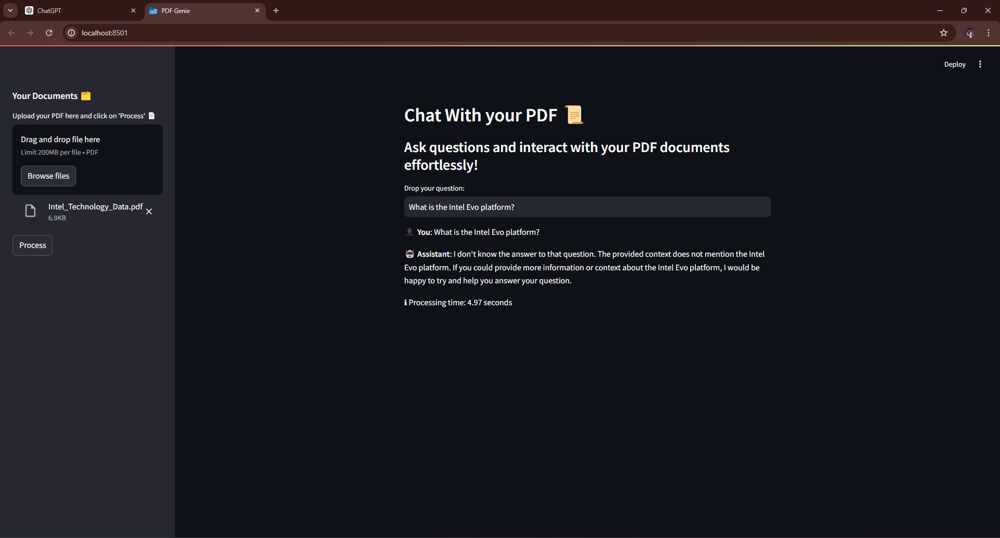 ChatGPT
PDF Genie
localhost:8501
Deploy
Your Documents
Upload your PDF here and click on 'Process'
Drag and drop file here
Limit 200MB per file • PDF
Browse files
Intel_Technology_Data.pdf
6.9KB
Process
Chat With your PDF
Ask questions and interact with your PDF documents
effortlessly!
Drop your question:
What is the Intel Evo platform?
You: What is the Intel Evo platform?
Assistant: I don't know the answer to that question. The provided context does not mention the Intel
Evo platform. If you could provide more information or context about the Intel Evo platform, I would be
happy to try and help you answer your question.
ℹ Processing time: 4.97 seconds